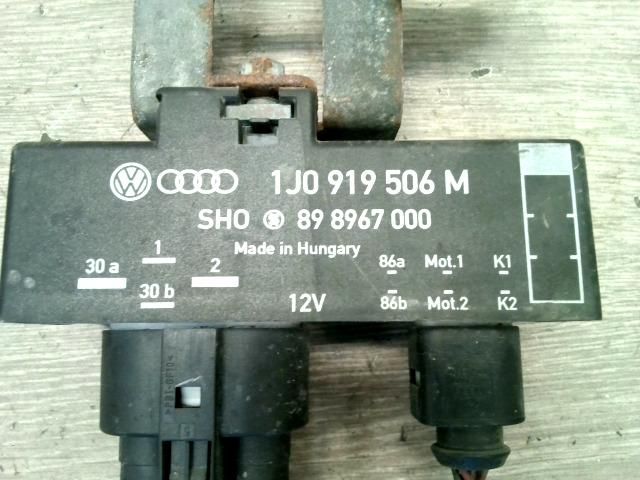 1J0 919 506 M
SHO 89 8967 000
Made in Hungary
30 a 1 2 86a Mot.1 K1
30 b 12V 86b Mot.2 K2